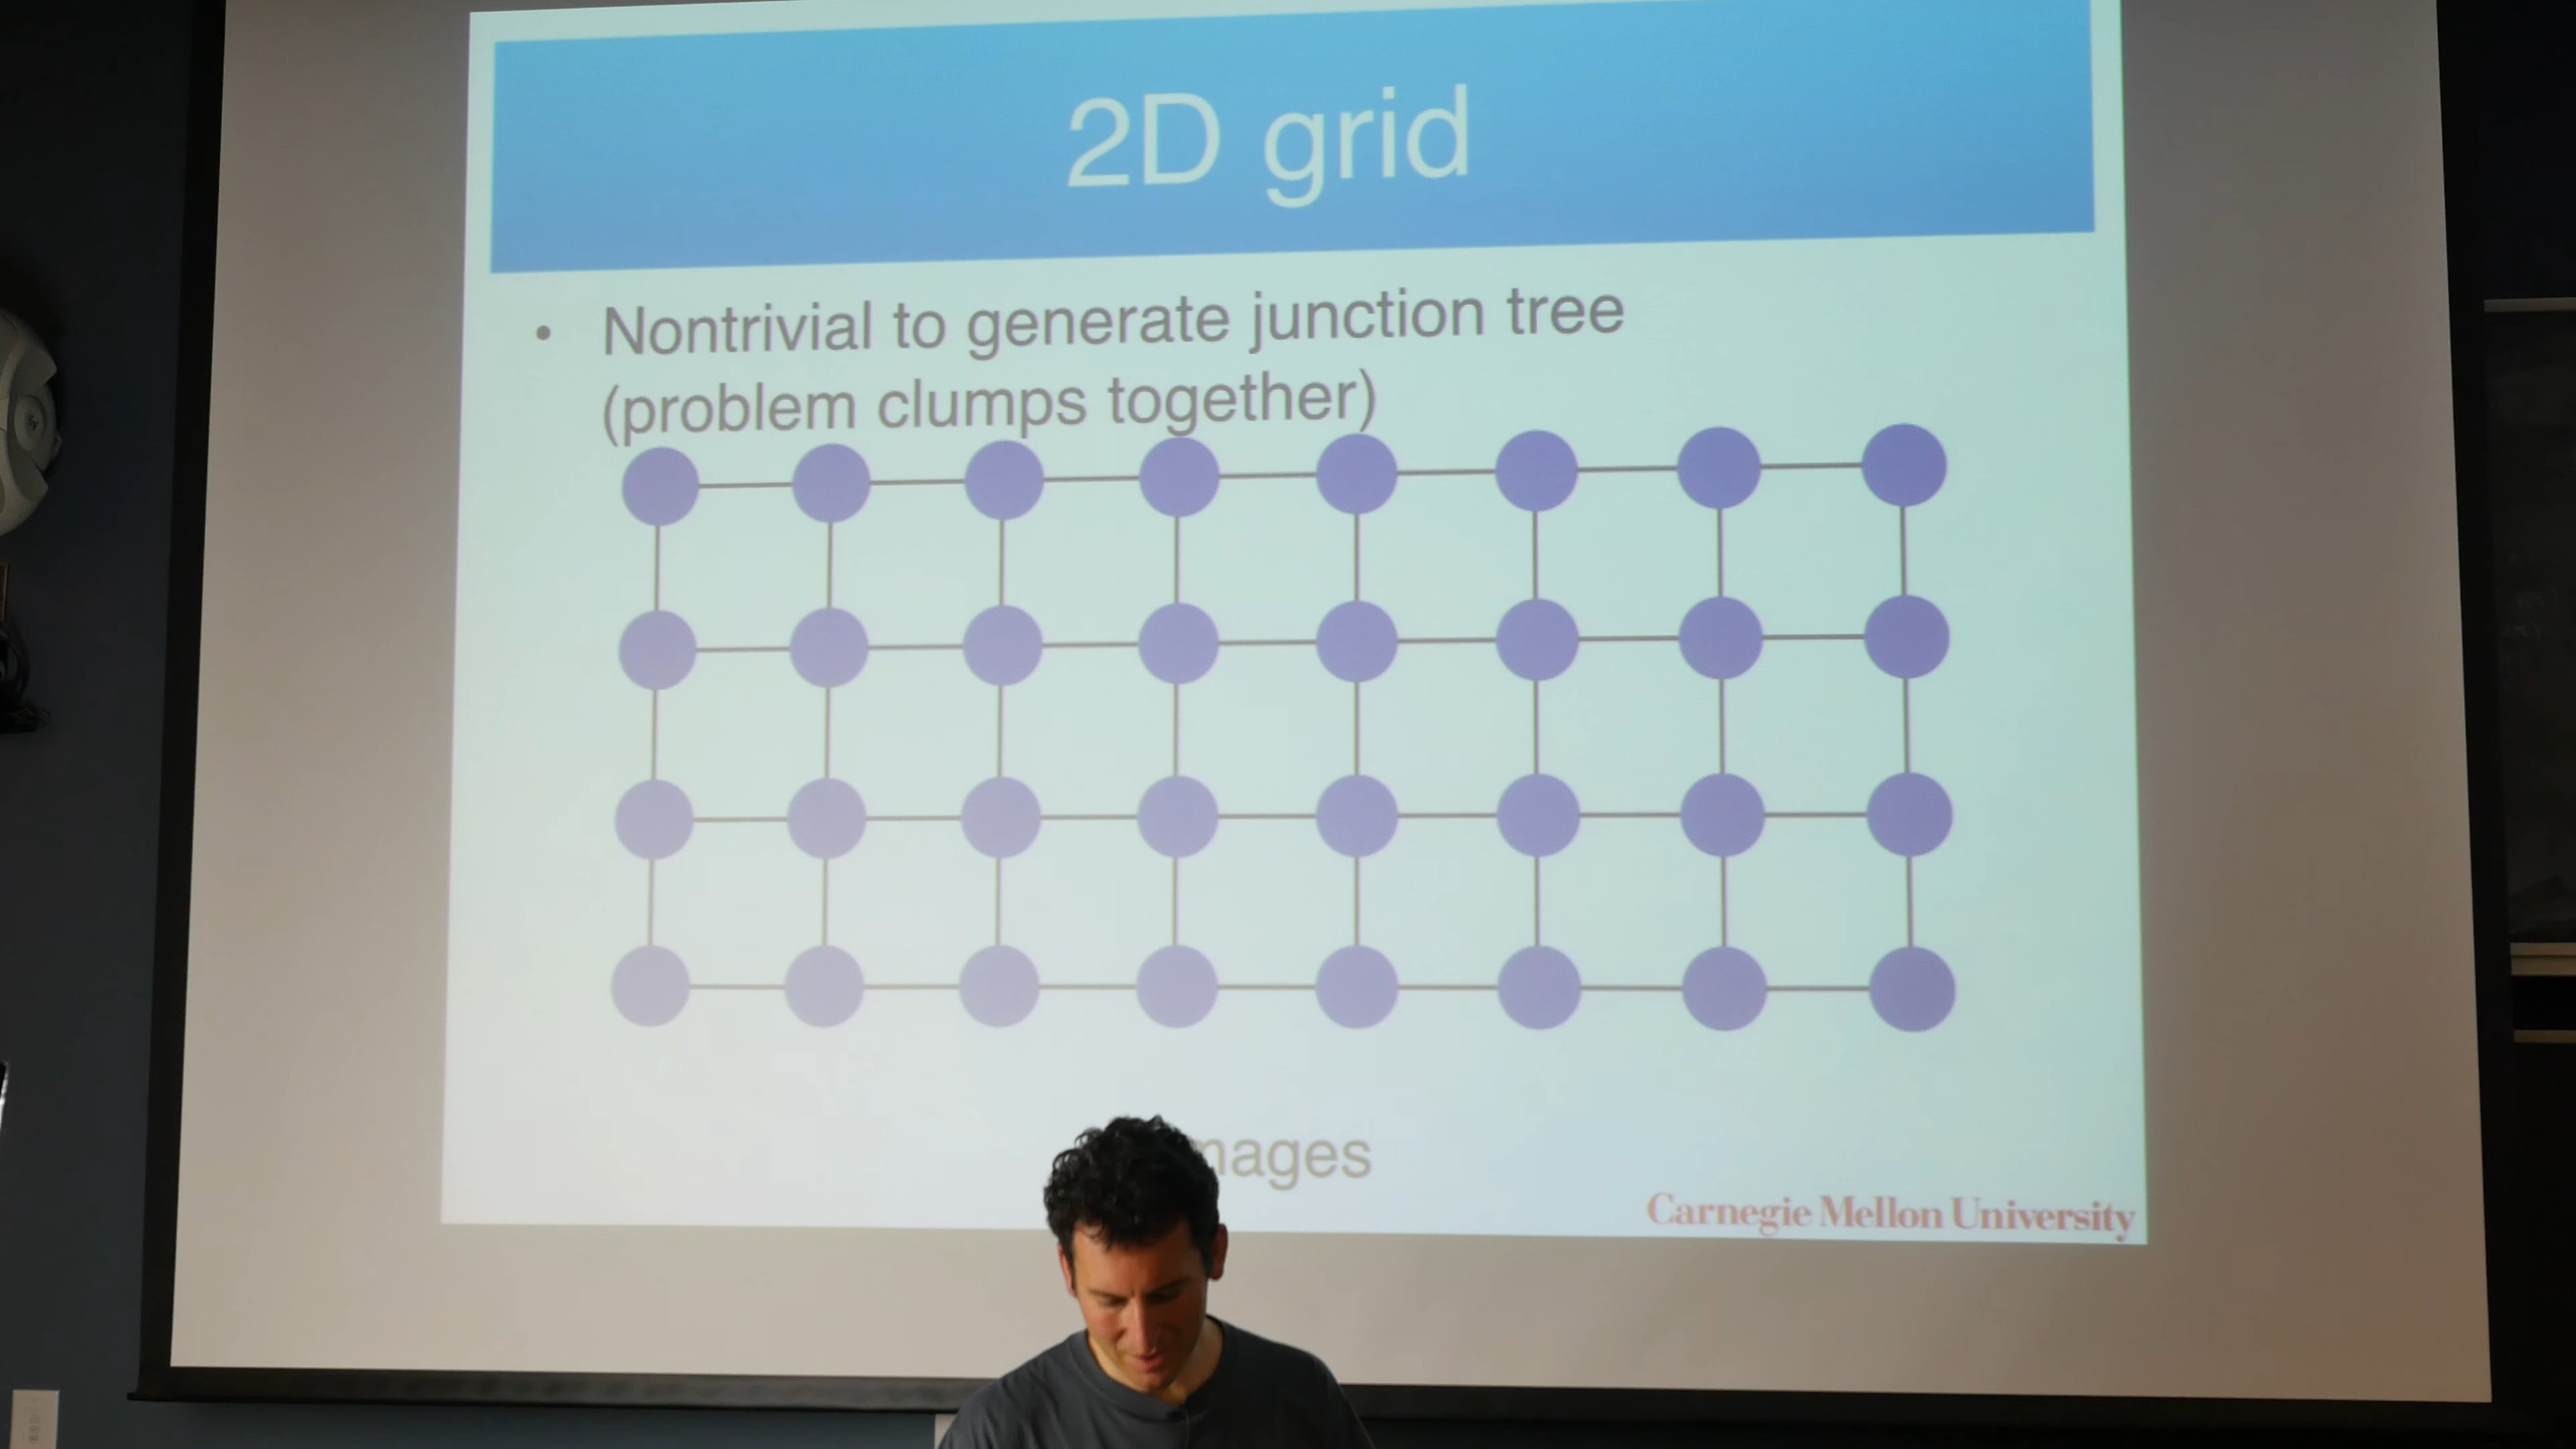 2D grid
• Nontrivial to generate junction tree
(problem clumps together)
Carnegie Mellon University